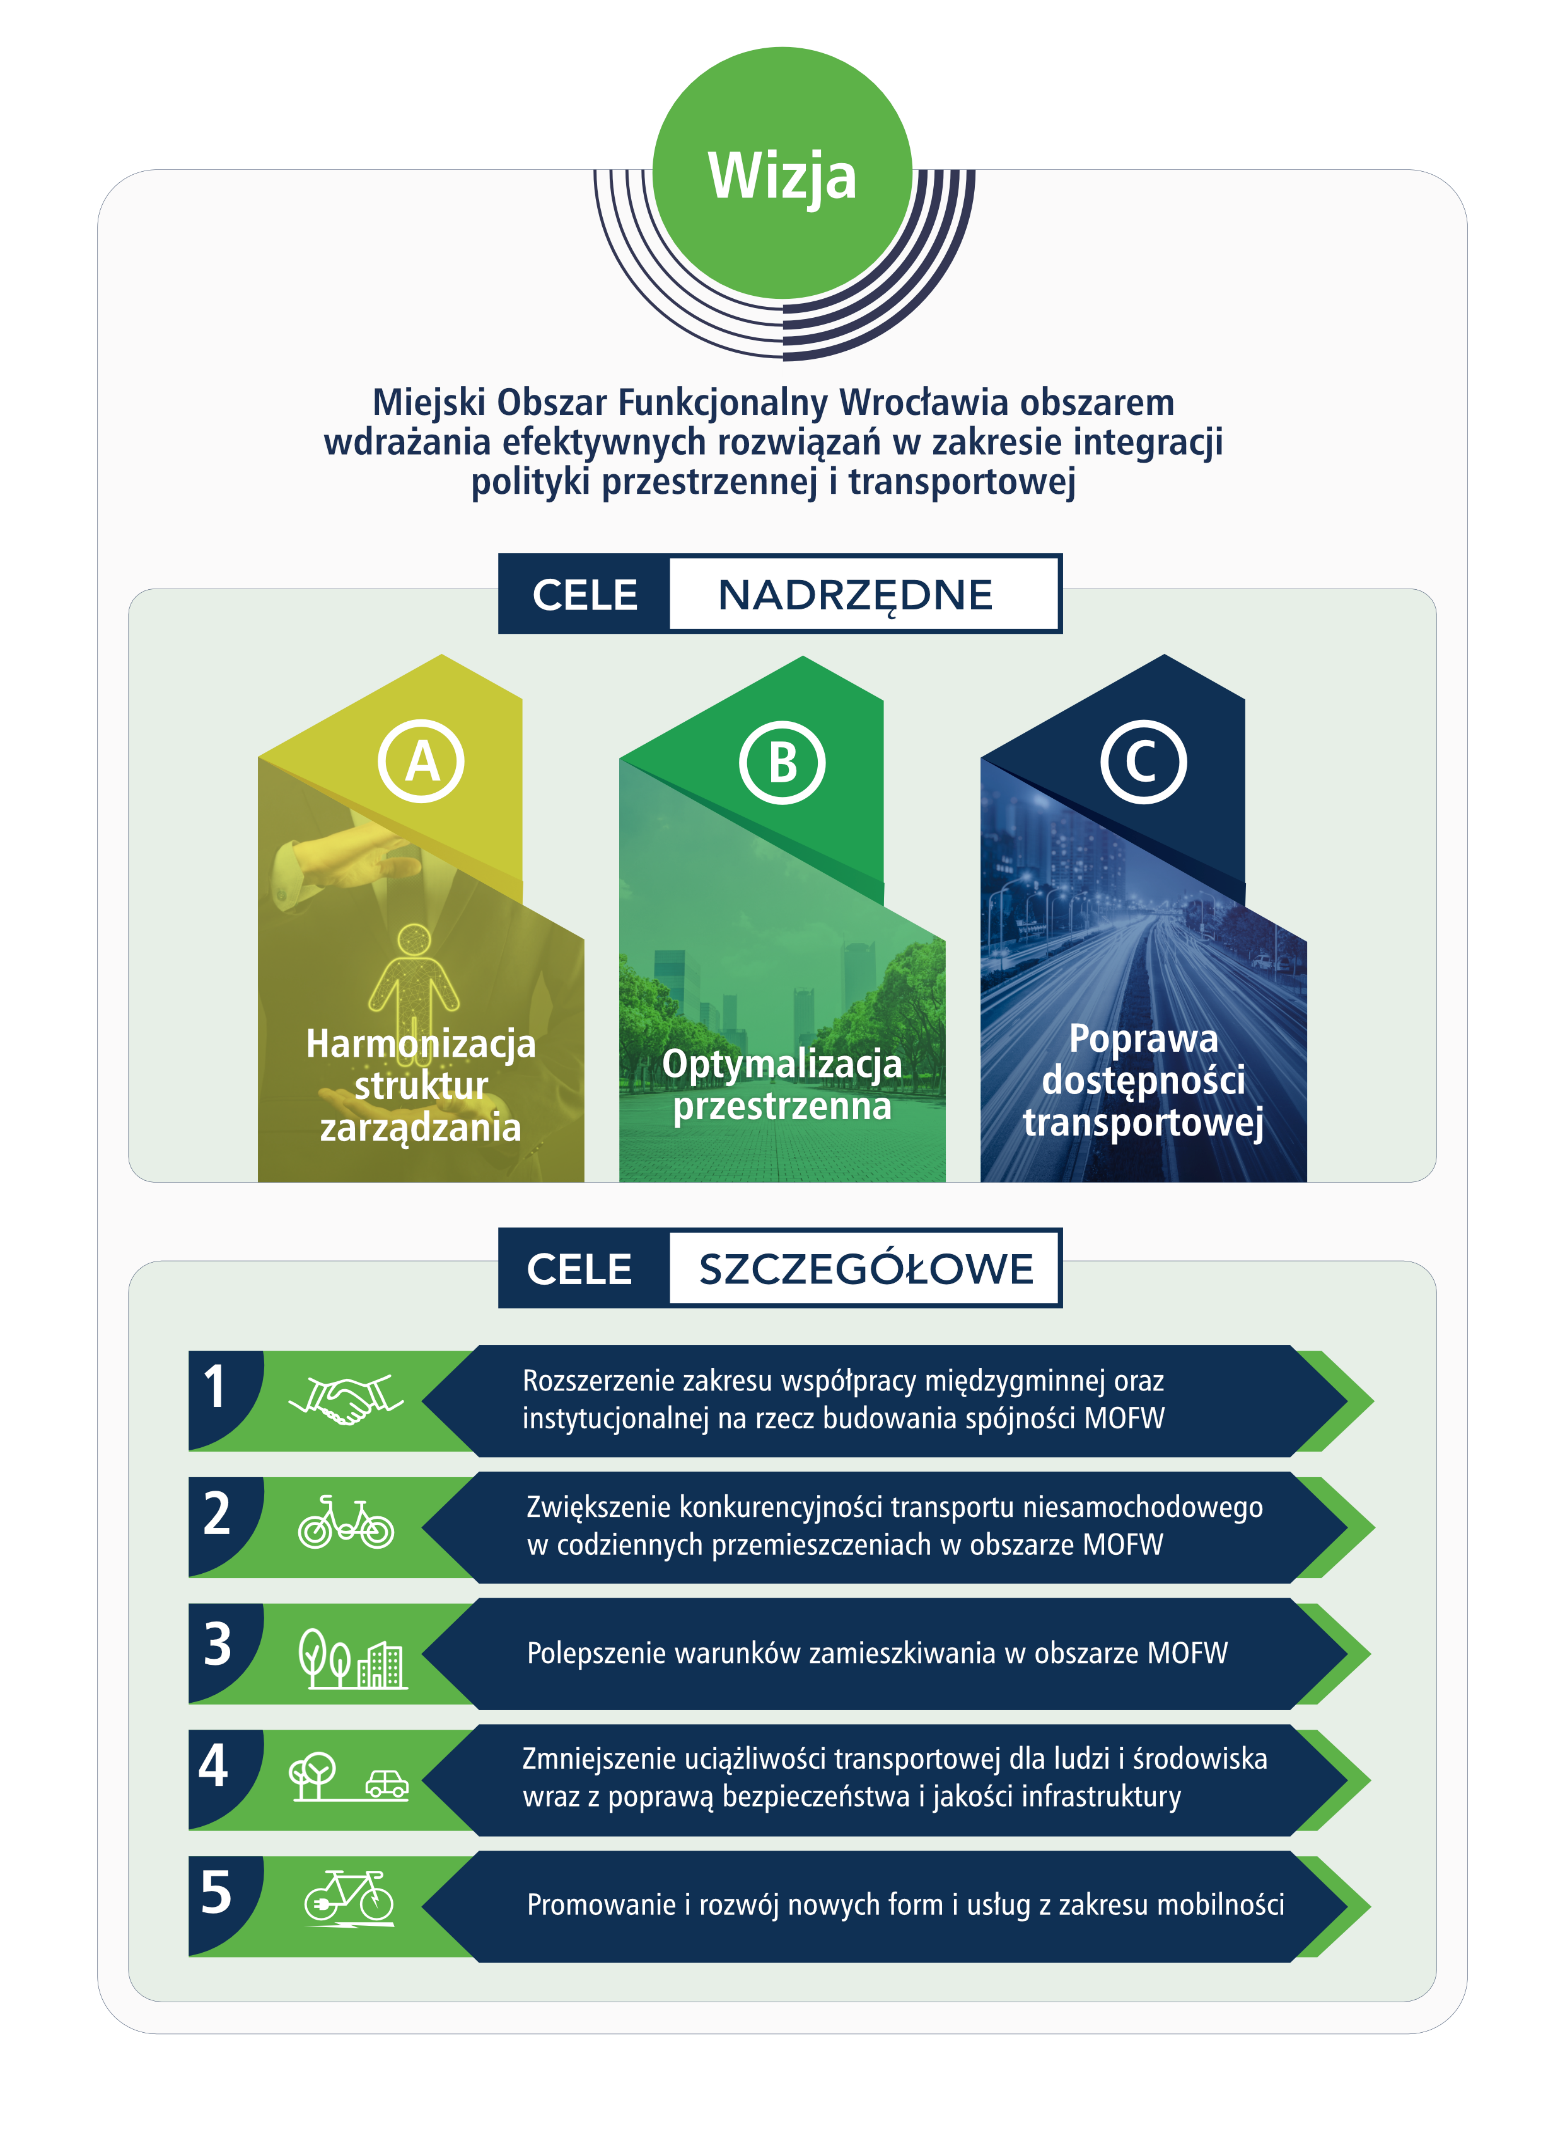 Wizja
Miejski Obszar Funkcjonalny Wrocławia obszarem
wdrażania efektywnych rozwiązań w zakresie integracji
polityki przestrzennej i transportowej
CELE NADRZĘDNE
A
Harmonizacja
struktur
zarządzania
B
Optymalizacja
przestrzenna
C
Poprawa
dostępności
transportowej
CELE SZCZEGÓŁOWE
1
Rozszerzenie zakresu współpracy międzygminnej oraz
instytucjonalnej na rzecz budowania spójności MOFW
2
Zwiększenie konkurencyjności transportu niesamochodowego
w codziennych przemieszczeniach w obszarze MOFW
3
Polepszenie warunków zamieszkiwania w obszarze MOFW
4
Zmniejszenie uciążliwości transportowej dla ludzi i środowiska
wraz z poprawą bezpieczeństwa i jakości infrastruktury
5
Promowanie i rozwój nowych form i usług z zakresu mobilności